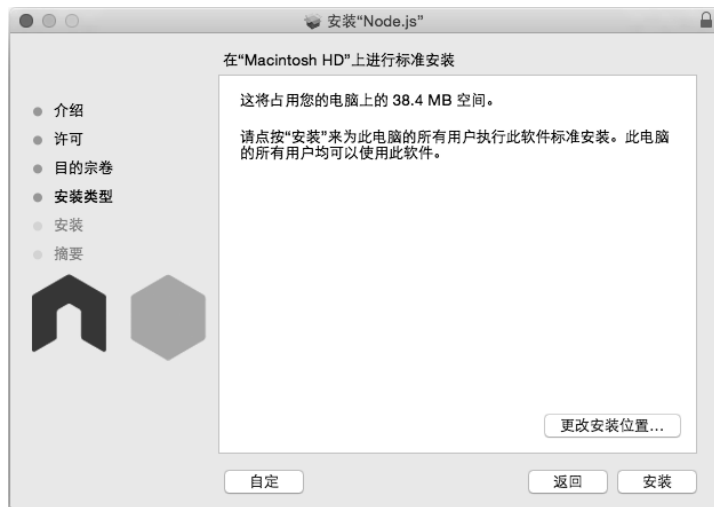 安装“Node.js”
在“Macintosh HD”上进行标准安装
介绍
许可
目的宗卷
安装类型
安装
摘要
这将占用您的电脑上的 38.4 MB 空间。
请点按“安装”来为此电脑的所有用户执行此软件标准安装。此电脑
的所有用户均可以使用此软件。
更改安装位置...
自定
返回
安装